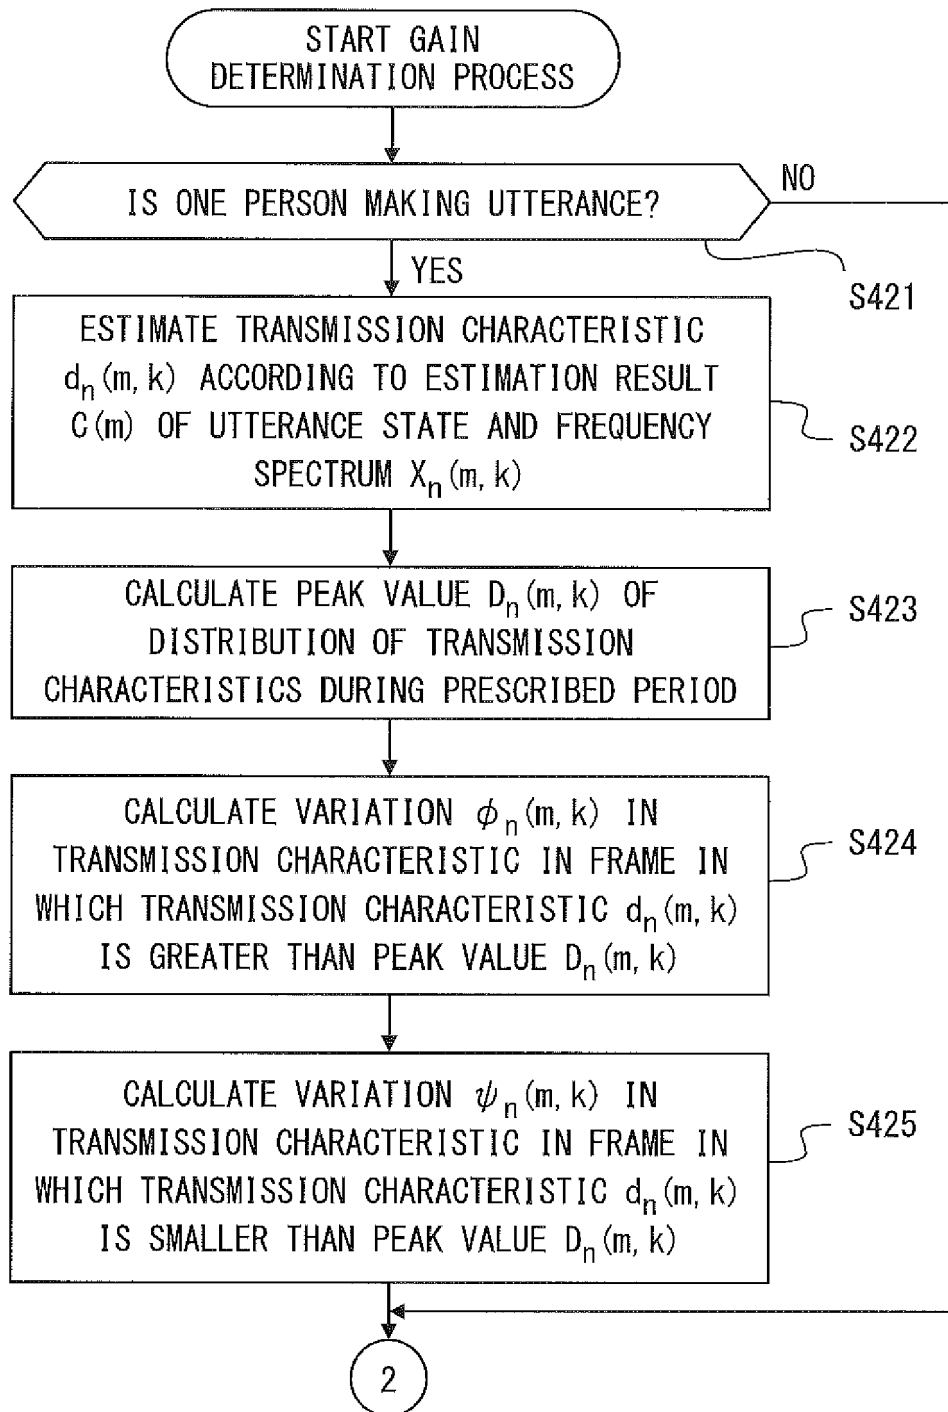 START GAIN
DETERMINATION PROCESS
IS ONE PERSON MAKING UTTERANCE?
NO
YES
S421
ESTIMATE TRANSMISSION CHARACTERISTIC
dn(m, k) ACCORDING TO ESTIMATION RESULT
C(m) OF UTTERANCE STATE AND FREQUENCY
SPECTRUM Xn(m, k)
S422
CALCULATE PEAK VALUE Dn(m, k) OF
DISTRIBUTION OF TRANSMISSION
CHARACTERISTICS DURING PRESCRIBED PERIOD
S423
CALCULATE VARIATION ϕn(m, k) IN
TRANSMISSION CHARACTERISTIC IN FRAME IN
WHICH TRANSMISSION CHARACTERISTIC dn(m, k)
IS GREATER THAN PEAK VALUE Dn(m, k)
S424
CALCULATE VARIATION ψn(m, k) IN
TRANSMISSION CHARACTERISTIC IN FRAME IN
WHICH TRANSMISSION CHARACTERISTIC dn(m, k)
IS SMALLER THAN PEAK VALUE Dn(m, k)
S425
2